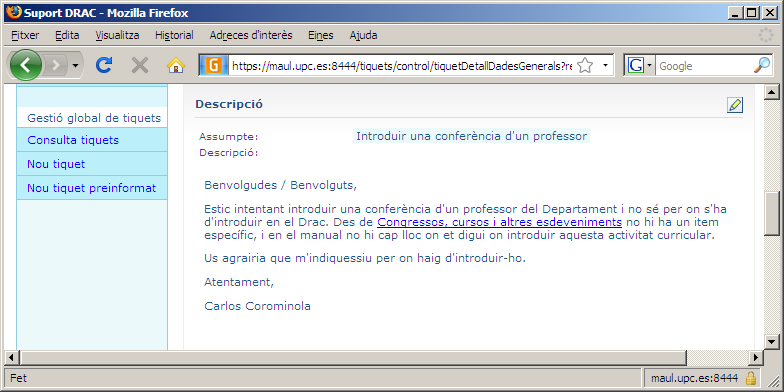 Suport DRAC - Mozilla Firefox
Fitxer Edita Visualitza Historial Adreces d'interès Eines Ajuda
https://maul.upc.es:8444/tiquets/control/tiquetDetallDadesGenerals?re
Google
Gestió global de tiquets
Consulta tiquets
Nou tiquet
Nou tiquet preinformat
Descripció
Assumpte: Introduir una conferència d'un professor
Descripció:
Benvolgudes / Benvolguts,
Estic intentant introduir una conferència d'un professor del Departament i no sé per on s'ha
d'introduir en el Drac. Des de Congressos, cursos i altres esdeveniments no hi ha un item
específic, i en el manual no hi cap lloc on et digui on introduir aquesta activitat curricular.
Us agrairia que m'indiquessiu per on haig d'introduir-ho.
Atentament,
Carlos Corominola
Fet
maul.upc.es:8444